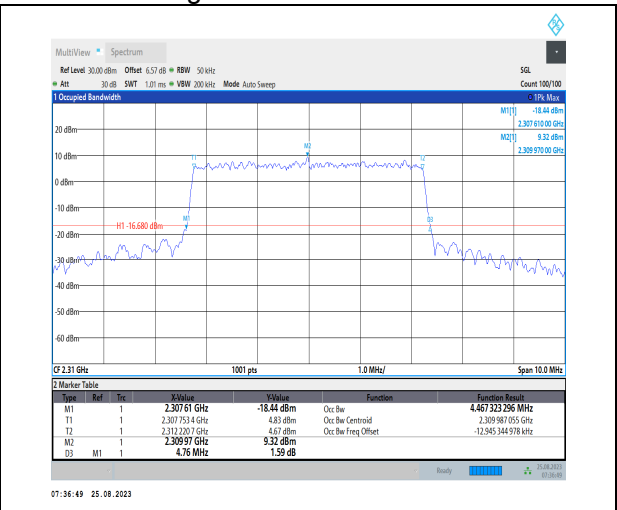 MultiView Spectrum
Ref Level 30.00 dBm Offset 6.57 dB RBW 50 kHz SGL
Att 30 dB SWT 1.01 ms VBW 200 kHz Mode Auto Sweep Count 100/100
1 Occupied Bandwidth 1Pk Max
M1[1] -18.44 dBm
2.307 610 00 GHz
M2[1] 9.32 dBm
2.309 970 00 GHz
20 dBm
M2
10 dBm
T1 T2
0 dBm
-10 dBm
M1 D3
H1 -16.680 dBm
-20 dBm
-30 dBm
-40 dBm
-50 dBm
-60 dBm
CF 2.31 GHz 1001 pts 1.0 MHz/ Span 10.0 MHz
2 Marker Table
Type Ref Trc X-Value Y-Value Function Function Result
M1 1 2.307 61 GHz -18.44 dBm Occ Bw 4.467 323 296 MHz
T1 1 2.307 753 4 GHz 4.83 dBm Occ Bw Centroid 2.309 987 055 GHz
T2 1 2.312 220 7 GHz 4.67 dBm Occ Bw Freq Offset -12.945 344 978 kHz
M2 1 2.309 97 GHz 9.32 dBm
D3 M1 1 4.76 MHz 1.59 dB
Ready 25.08.2023
07:36:49
07:36:49 25.08.2023